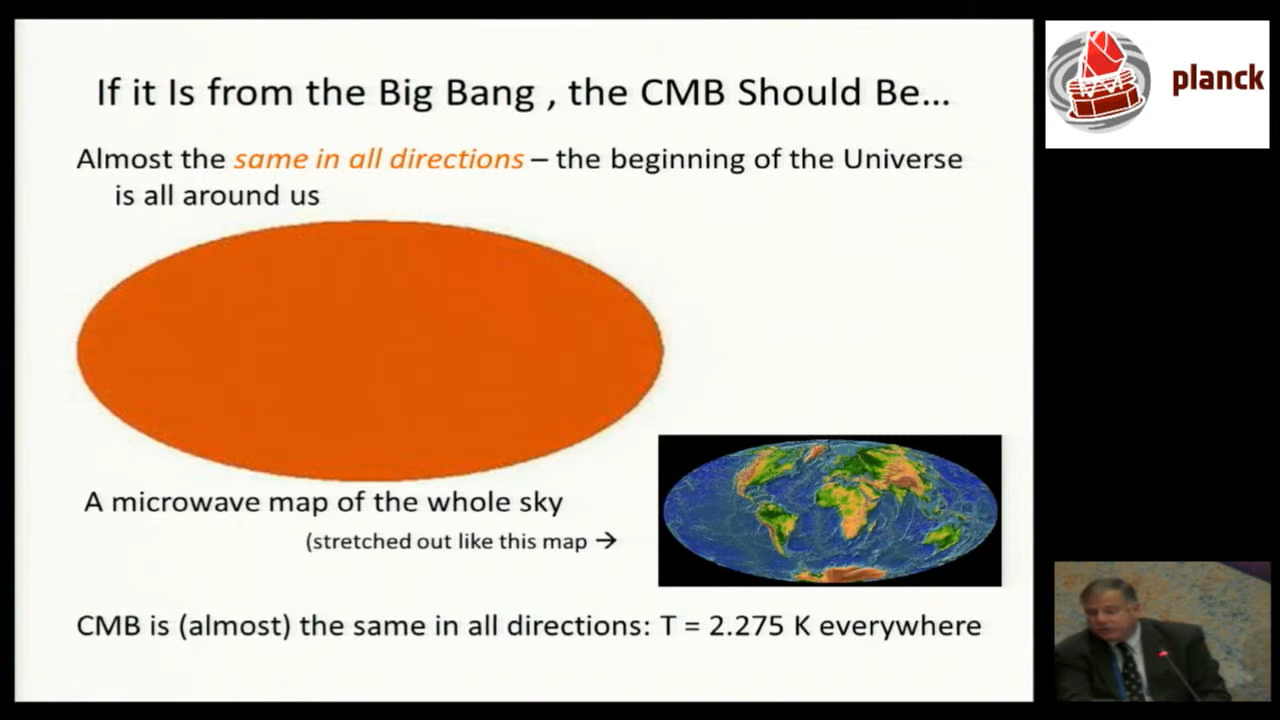 If it Is from the Big Bang , the CMB Should Be...
Almost the same in all directions – the beginning of the Universe
is all around us
A microwave map of the whole sky
(stretched out like this map →
CMB is (almost) the same in all directions: T = 2.275 K everywhere
planck